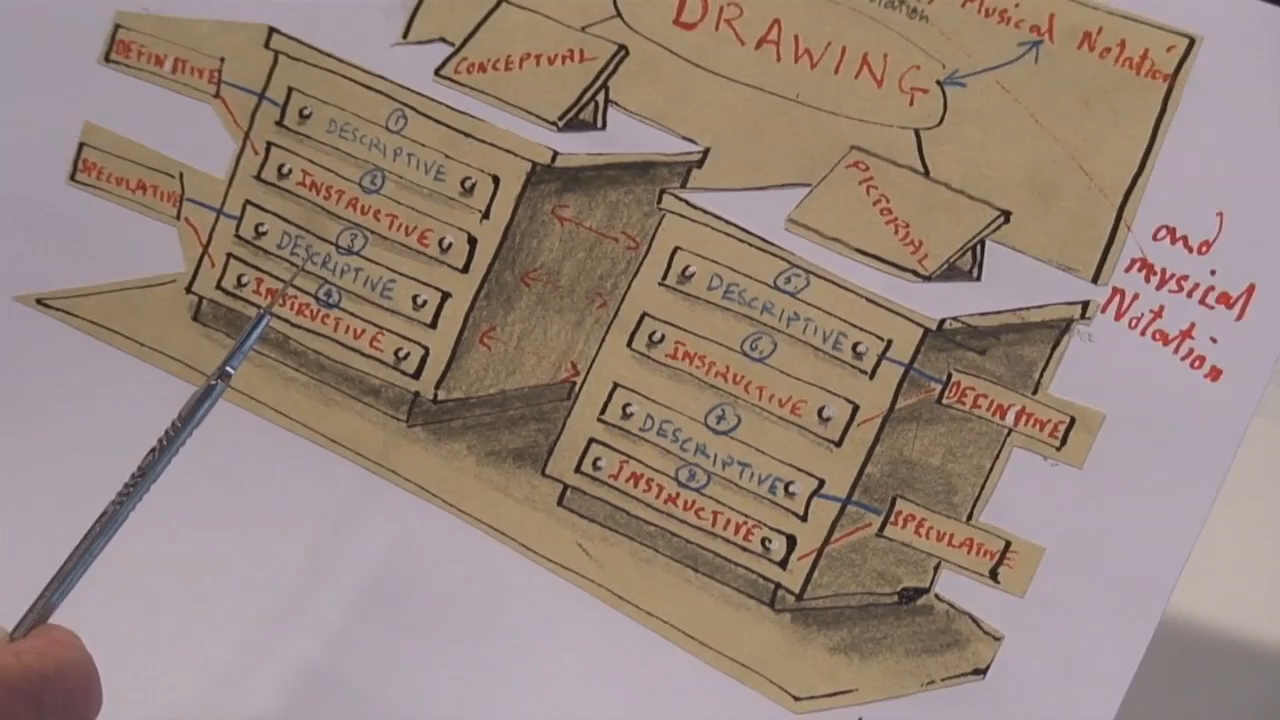 Musical Notation
DRAWING
CONCEPTUAL
DEFINITIVE
SPECULATIVE
1
DESCRIPTIVE
2
INSTRUCTIVE
3
DESCRIPTIVE
4
INSTRUCTIVE
PICTORIAL
5.
DESCRIPTIVE
6.
INSTRUCTIVE
7.
DESCRIPTIVE
8.
INSTRUCTIVE
DEFINITIVE
SPECULATIVE
and
musical
Notation